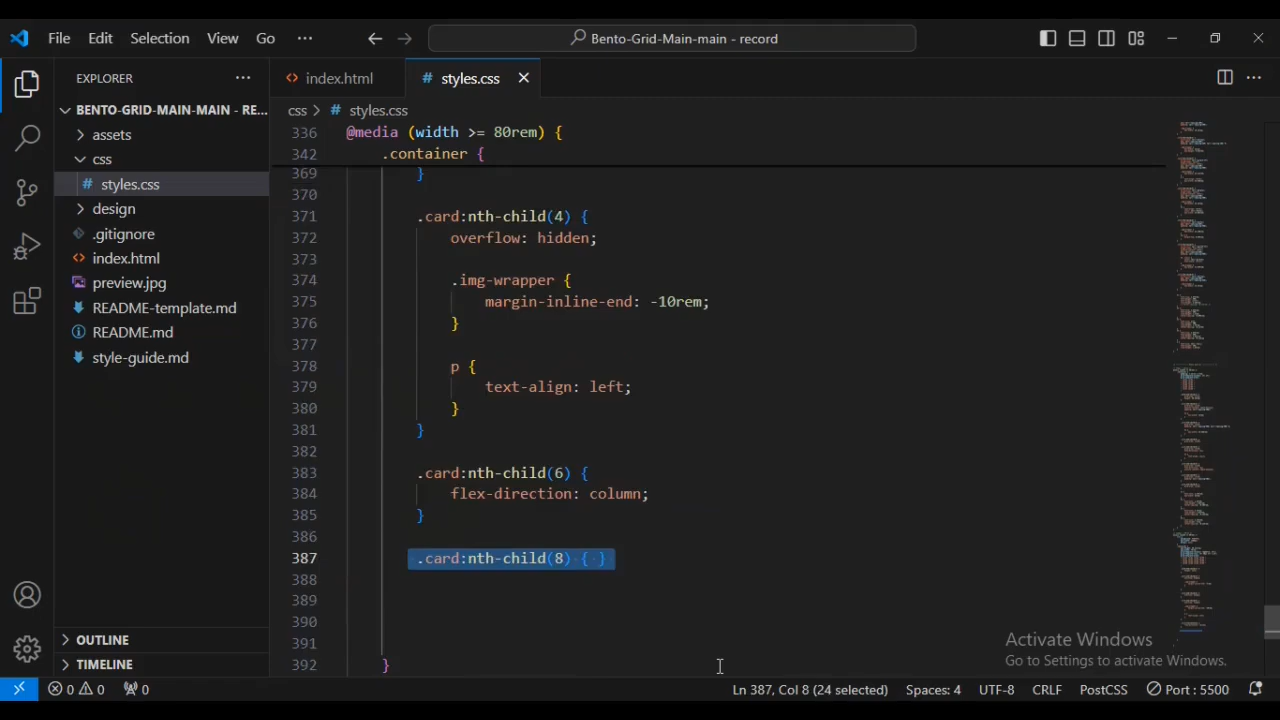 File Edit Selection View Go ··· Bento-Grid-Main-main - record
EXPLORER ··· index.html # styles.css
BENTO-GRID-MAIN-MAIN - RE... css > # styles.css
assets
css
# styles.css
design
.gitignore
index.html
preview.jpg
README-template.md
README.md
style-guide.md
OUTLINE
TIMELINE
336 @media (width >= 80rem) {
342 .container {
369 }
370
371 .card:nth-child(4) {
372 overflow: hidden;
373
374 .img-wrapper {
375 margin-inline-end: -10rem;
376 }
377
378 p {
379 text-align: left;
380 }
381 }
382
383 .card:nth-child(6) {
384 flex-direction: column;
385 }
386
387 .card:nth-child(8) { }
388
389
390
391
392 }
Activate Windows
Go to Settings to activate Windows.
0 0 0 Ln 387, Col 8 (24 selected) Spaces: 4 UTF-8 CRLF PostCSS Port : 5500